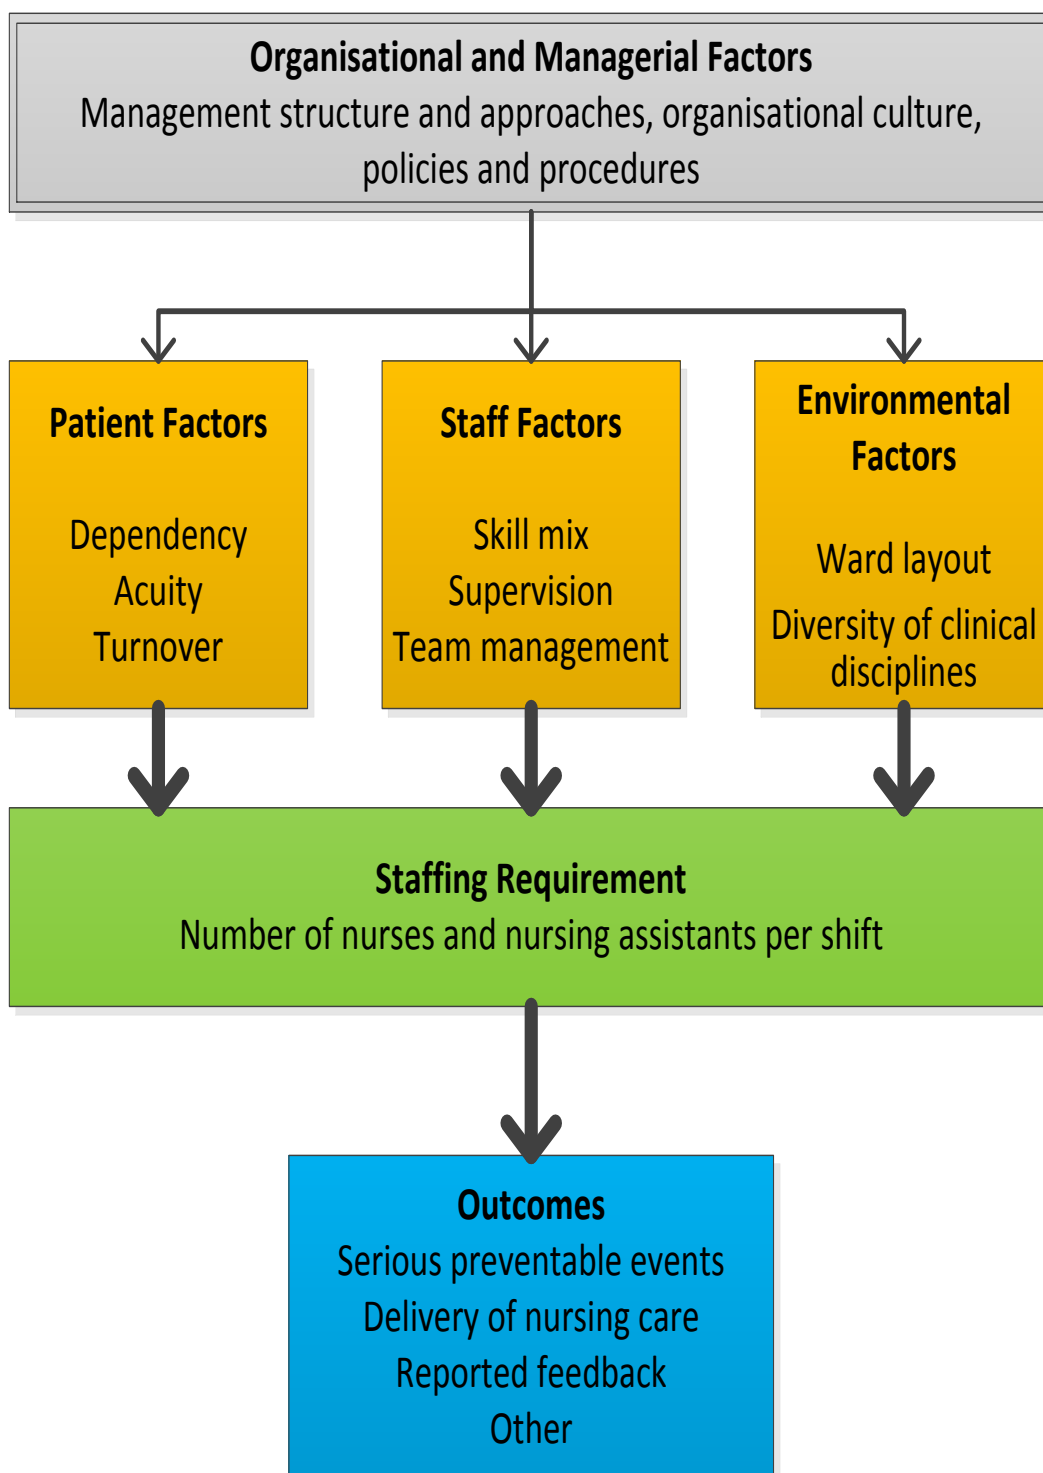 Organisational and Managerial Factors
Management structure and approaches, organisational culture,
policies and procedures
Patient Factors
Dependency
Acuity
Turnover
Staff Factors
Skill mix
Supervision
Team management
Environmental
Factors
Ward layout
Diversity of clinical
disciplines
Staffing Requirement
Number of nurses and nursing assistants per shift
Outcomes
Serious preventable events
Delivery of nursing care
Reported feedback
Other